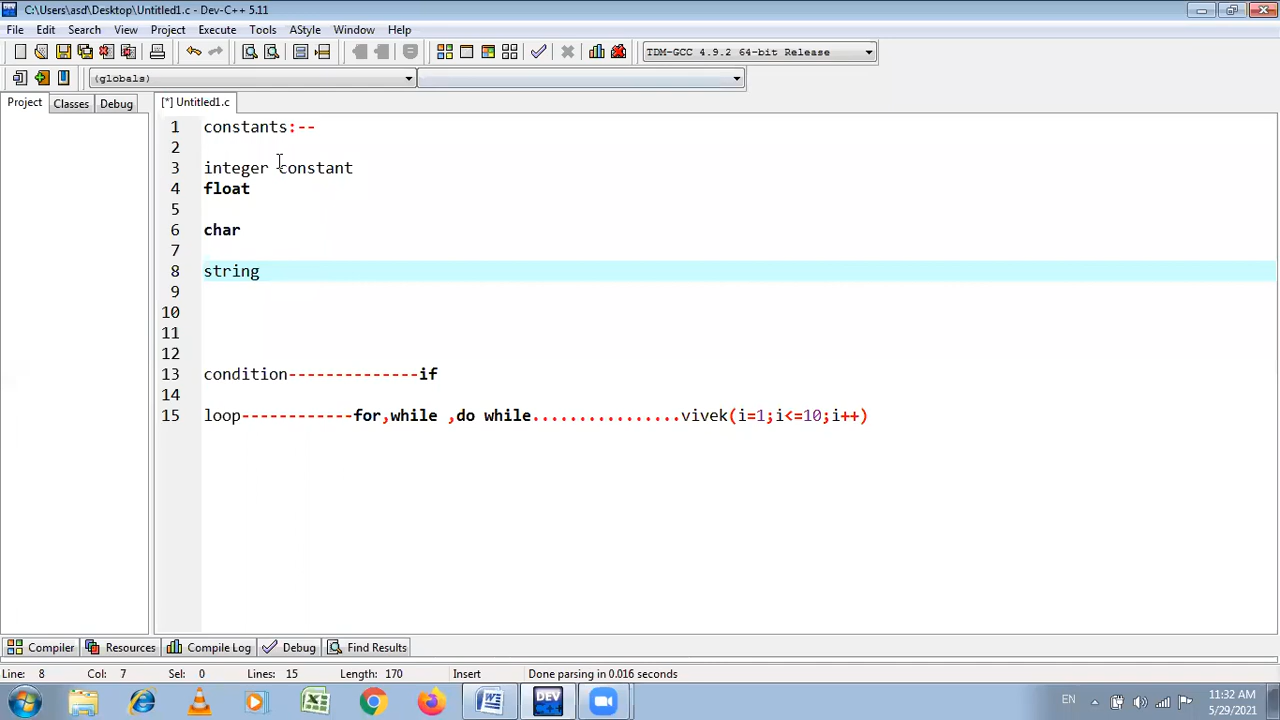 C:\Users\asd\Desktop\Untitled1.c - Dev-C++ 5.11
File Edit Search View Project Execute Tools AStyle Window Help
TDM-GCC 4.9.2 64-bit Release
(globals)
Project Classes Debug [*] Untitled1.c
1 constants:--
2
3 integer constant
4 float
5
6 char
7
8 string
9
10
11
12
13 condition--------------if
14
15 loop------------for,while ,do while................vivek(i=1;i<=10;i++)
Compiler Resources Compile Log Debug Find Results
Line: 8 Col: 7 Sel: 0 Lines: 15 Length: 170 Insert Done parsing in 0.016 seconds
DEV
EN 11:32 AM
5/29/2021